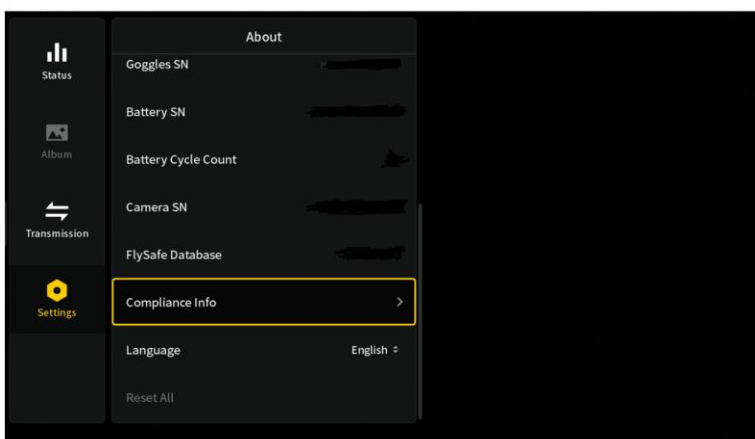 Status
Album
Transmission
Settings
About
Goggles SN
Battery SN
Battery Cycle Count
Camera SN
FlySafe Database
Compliance Info
Language English
Reset All